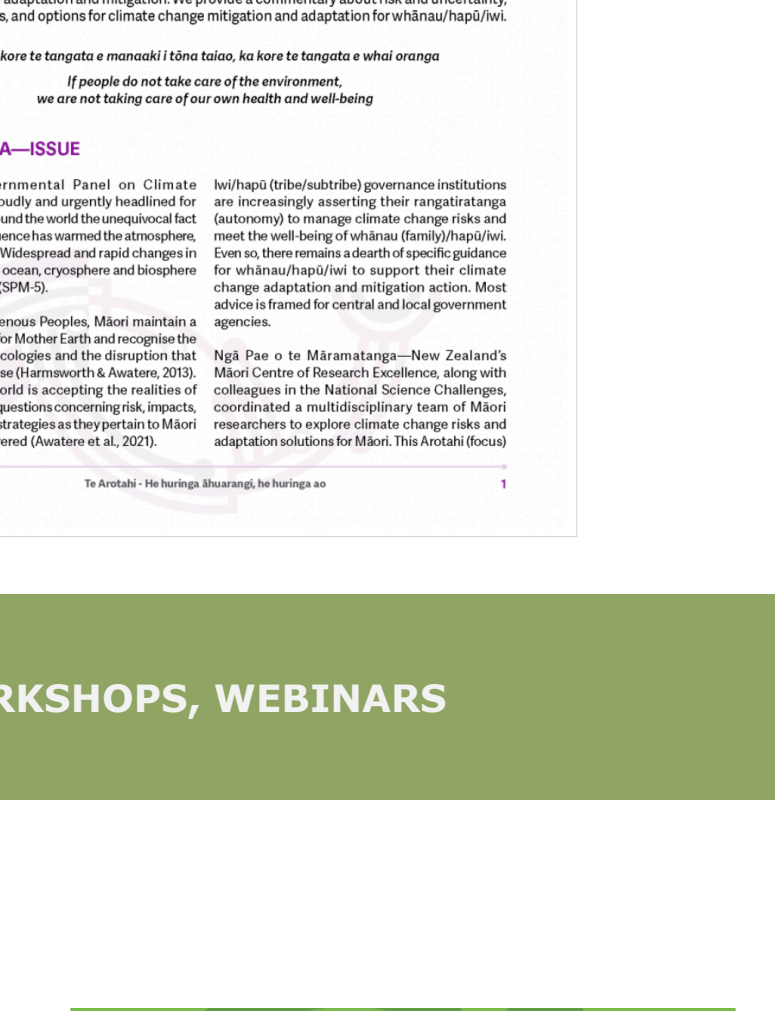 adaptation and mitigation. We provide a commentary about risk and uncertainty,
s, and options for climate change mitigation and adaptation for whānau/hapū/iwi.
kore te tangata e manaaki i tōna taiao, ka kore te tangata e whai oranga
If people do not take care of the environment,
we are not taking care of our own health and well-being
A—ISSUE
ernmental Panel on Climate
oudly and urgently headlined for
und the world the unequivocal fact
uence has warmed the atmosphere,
Widespread and rapid changes in
ocean, cryosphere and biosphere
(SPM-5).
enous Peoples, Māori maintain a
for Mother Earth and recognise the
cologies and the disruption that
se (Harmsworth & Awatere, 2013).
orld is accepting the realities of
questions concerning risk, impacts,
strategies as they pertain to Māori
ered (Awatere et al., 2021).
Iwi/hapū (tribe/subtribe) governance institutions
are increasingly asserting their rangatiratanga
(autonomy) to manage climate change risks and
meet the well-being of whānau (family)/hapū/iwi.
Even so, there remains a dearth of specific guidance
for whānau/hapū/iwi to support their climate
change adaptation and mitigation action. Most
advice is framed for central and local government
agencies.
Ngā Pae o te Māramatanga—New Zealand's
Māori Centre of Research Excellence, along with
colleagues in the National Science Challenges,
coordinated a multidisciplinary team of Māori
researchers to explore climate change risks and
adaptation solutions for Māori. This Arotahi (focus)
Te Arotahi - He huringa āhuarangi, he huringa ao
1
RKSHOPS, WEBINARS